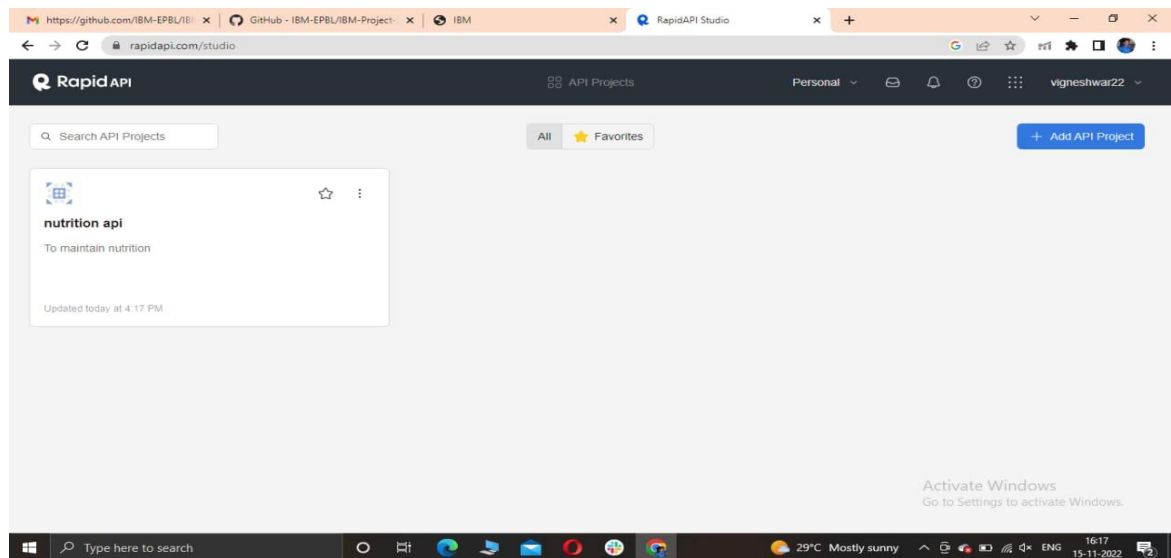 https://github.com/IBM-EPBL/IB
GitHub - IBM-EPBL/IBM-Project-
IBM
RapidAPI Studio
rapidapi.com/studio
Rapid API
API Projects
Personal
vigneshwar22
Search API Projects
All
Favorites
+ Add API Project
nutrition api
To maintain nutrition
Updated today at 4:17 PM
Activate Windows
Go to Settings to activate Windows.
Type here to search
29°C Mostly sunny
ENG
16:17
15-11-2022
2